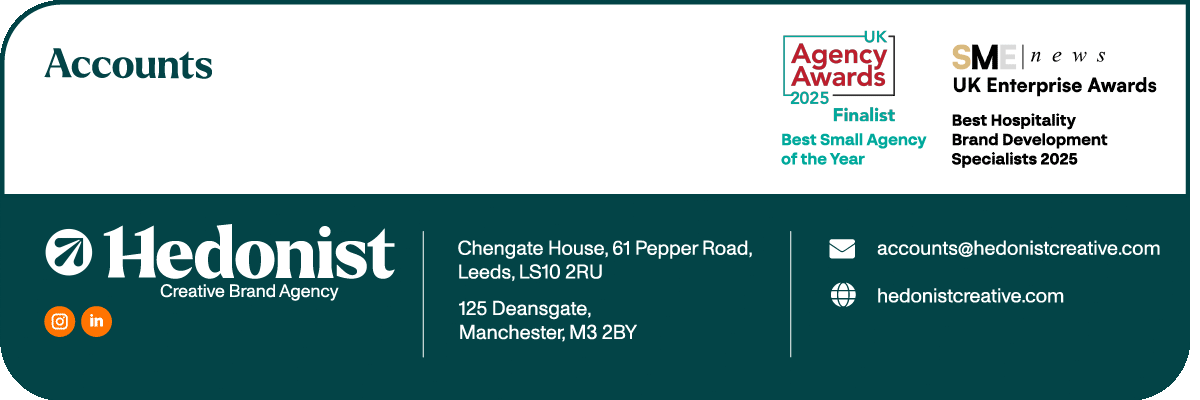 Accounts
UK
Agency
Awards
2025
Finalist
Best Small Agency
of the Year
SME news
UK Enterprise Awards
Best Hospitality
Brand Development
Specialists 2025
Hedonist
Creative Brand Agency
in
Chengate House, 61 Pepper Road,
Leeds, LS10 2RU
125 Deansgate,
Manchester, M3 2BY
accounts@hedonistcreative.com
hedonistcreative.com